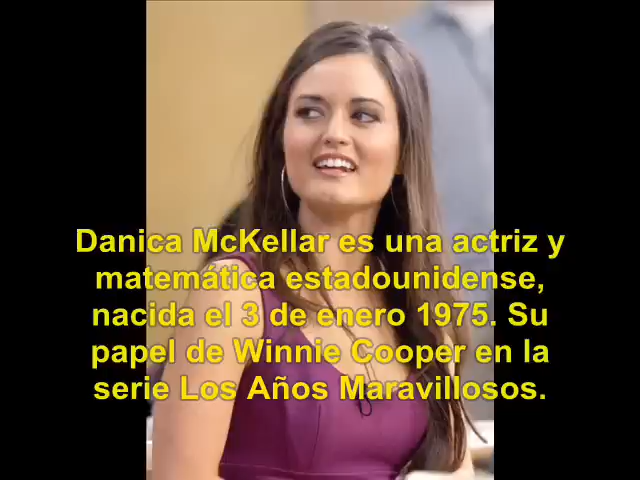 Danica McKellar es una actriz y
matemática estadounidense,
nacida el 3 de enero 1975. Su
papel de Winnie Cooper en la
serie Los Años Maravillosos.